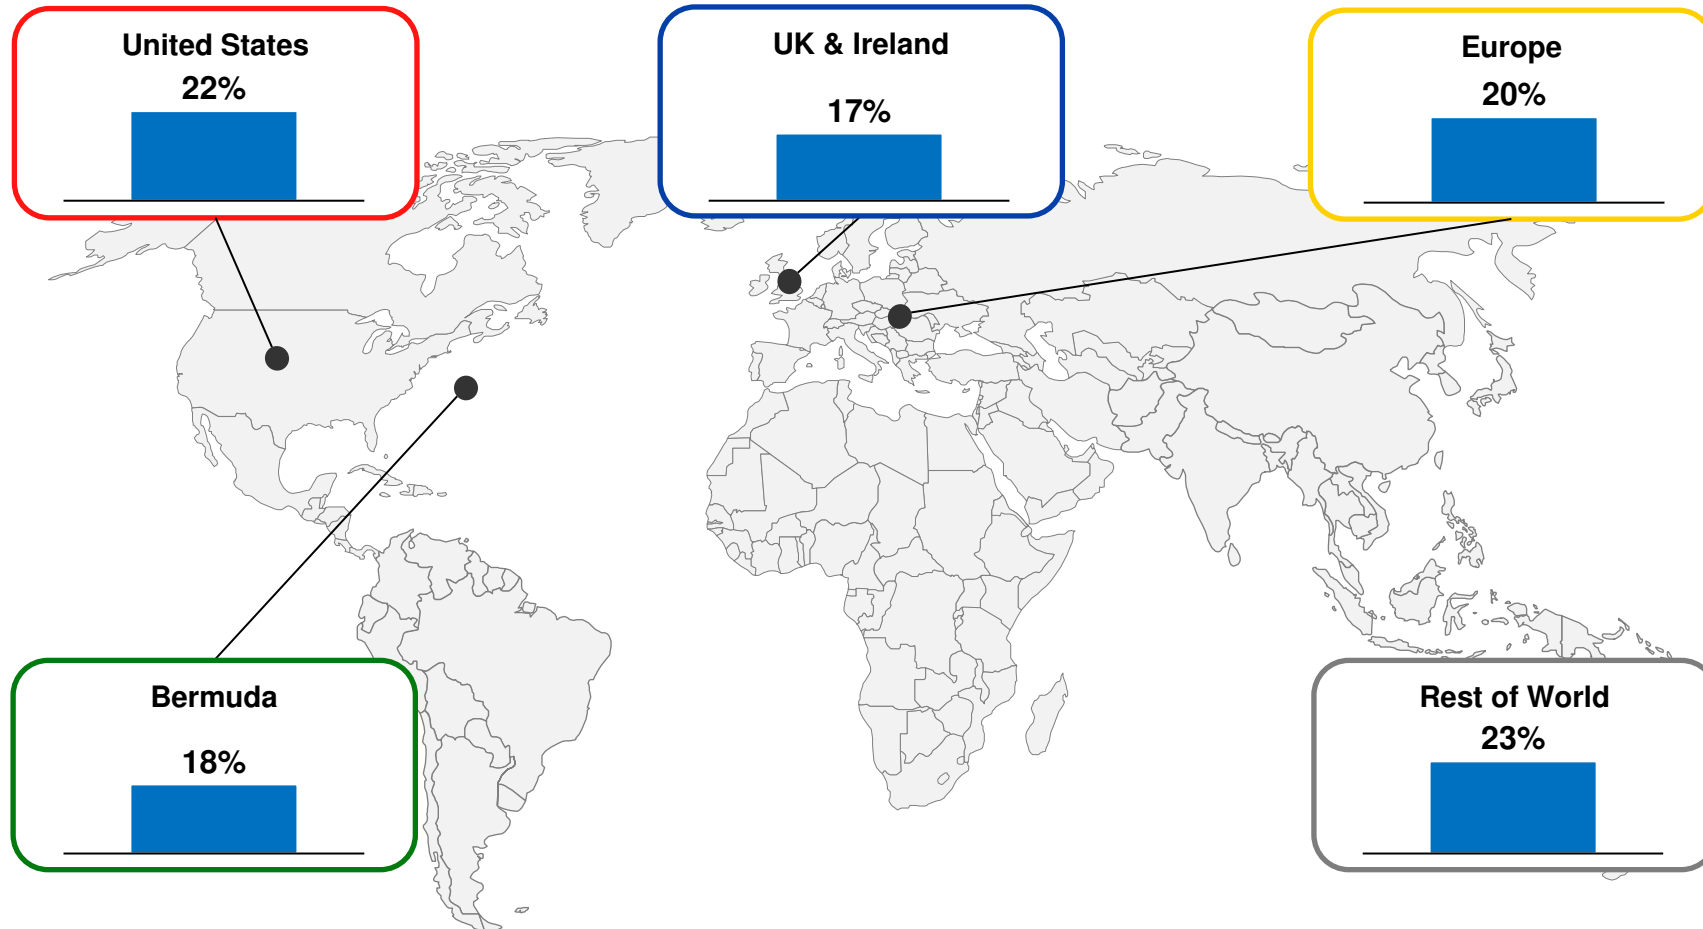 United States
22%
UK & Ireland
17%
Europe
20%
Bermuda
18%
Rest of World
23%